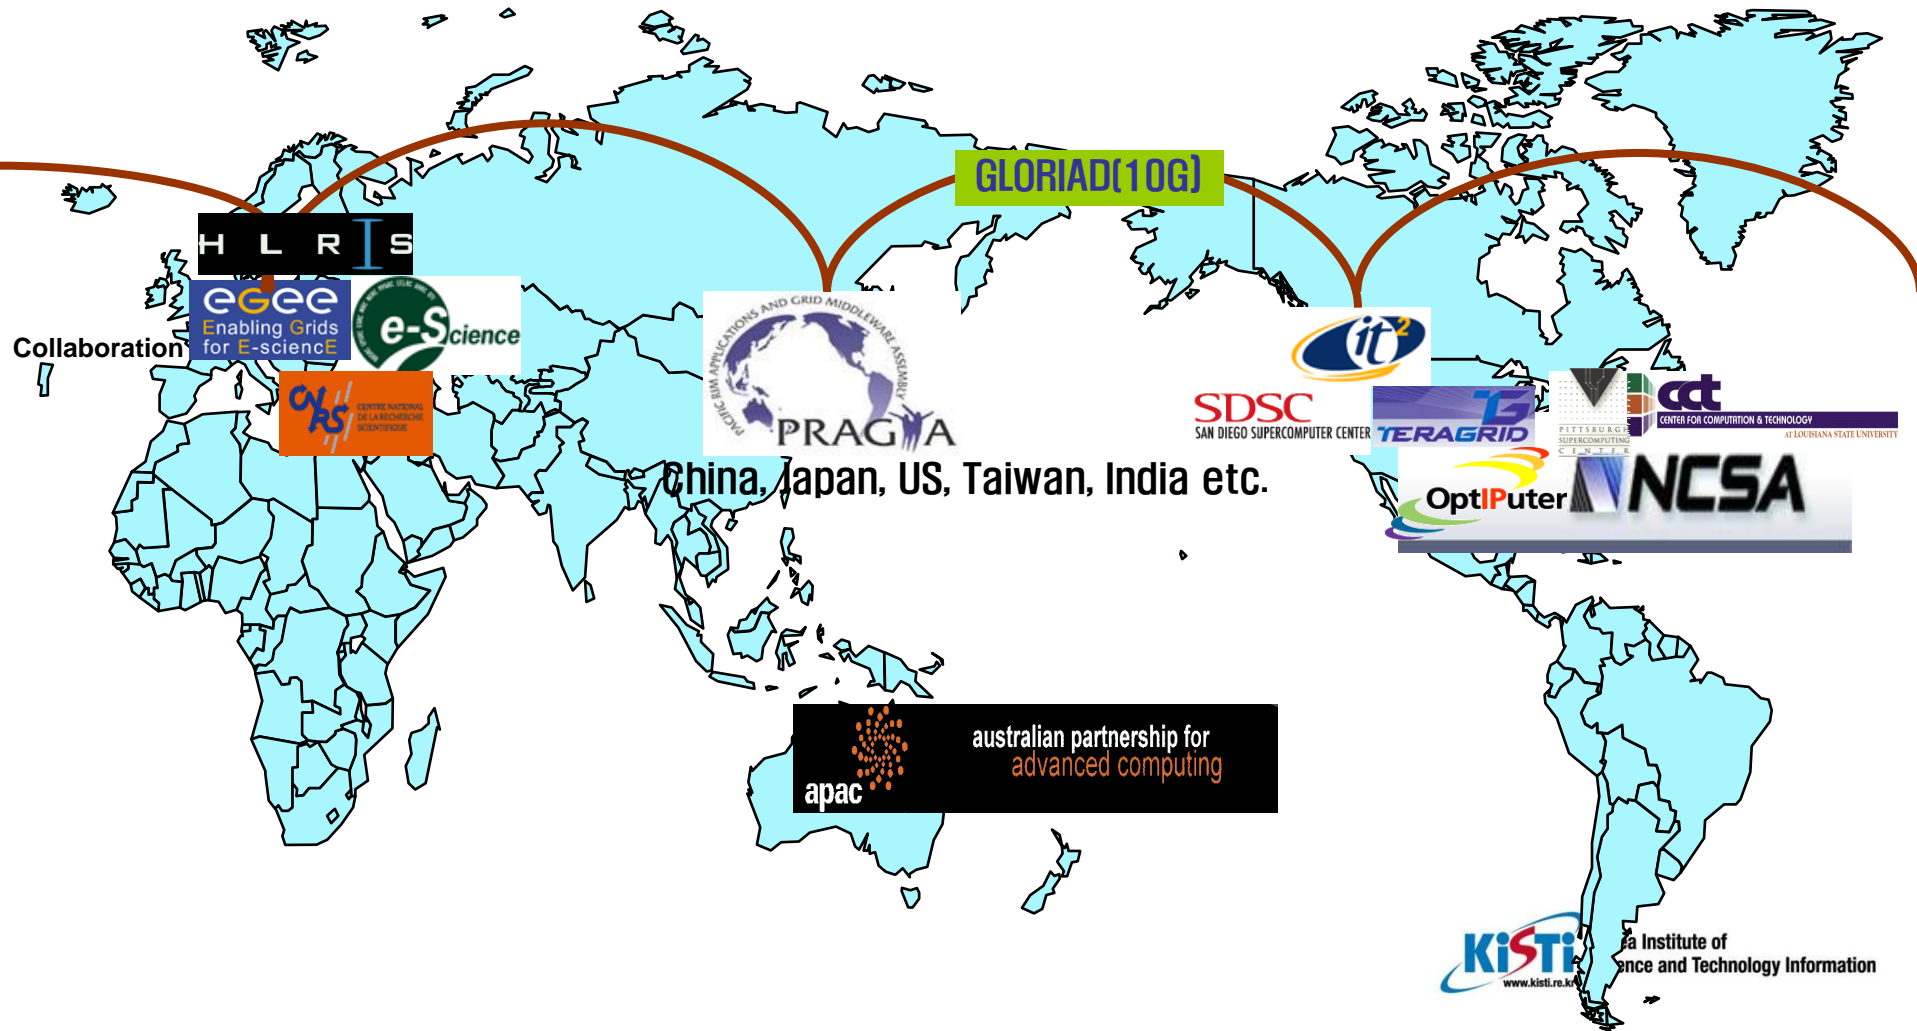 GLORIAD(10G)
H L R I S
eGee
Enabling Grids
for E-sciencE
e-Science
Collaboration
CNRS
CENTRE NATIONAL
DE LA RECHERCHE
SCIENTIFIQUE
PACIFIC RIM APPLICATIONS AND GRID MIDDLEWARE ASSEMBLY
PRAGMA
China, Japan, US, Taiwan, India etc.
it2
SDSC
SAN DIEGO SUPERCOMPUTER CENTER
TG
TERAGRID
PITTSBURGH
SUPERCOMPUTING
CENTER
cct
CENTER FOR COMPUTATION & TECHNOLOGY
AT LOUISIANA STATE UNIVERSITY
OptIPuter
NCSA
apac
australian partnership for
advanced computing
KiSTi
www.kisti.re.kr
ea Institute of
ence and Technology Information